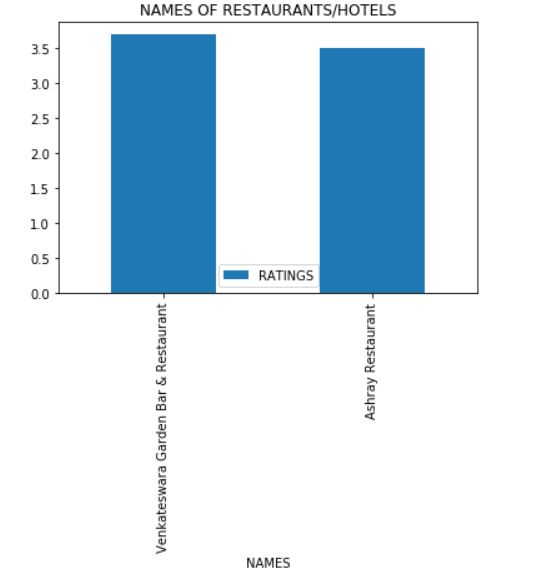 NAMES OF RESTAURANTS/HOTELS
3.5
3.0
2.5
2.0
1.5
1.0
0.5
0.0
RATINGS
Venkateswara Garden Bar & Restaurant
Ashray Restaurant
NAMES